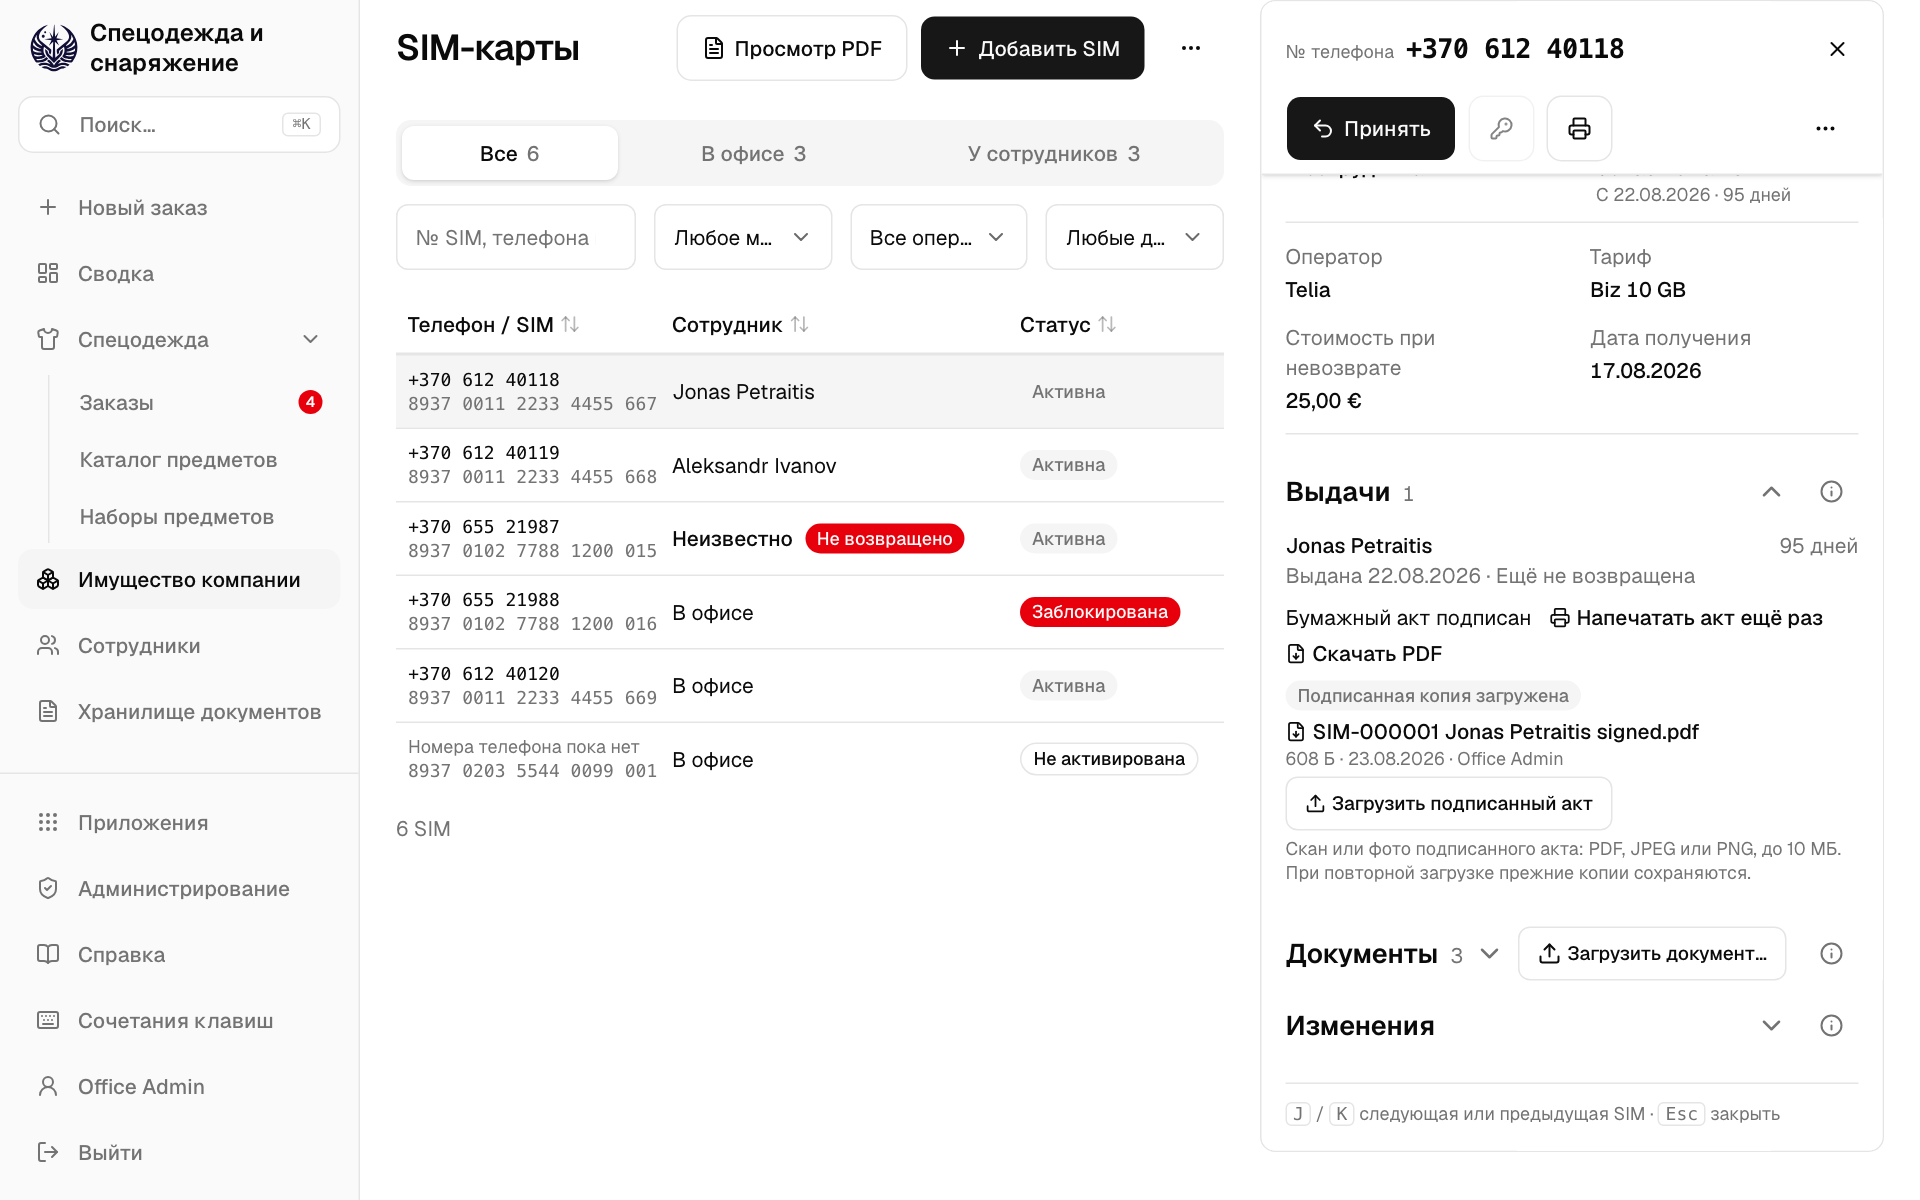 Спецодежда и
снаряжение
Поиск...
⌘K
Новый заказ
Сводка
Спецодежда
Заказы 4
Каталог предметов
Наборы предметов
Имущество компании
Сотрудники
Хранилище документов
Приложения
Администрирование
Справка
Сочетания клавиш
Office Admin
Выйти
SIM-карты
Просмотр PDF
Добавить SIM
Все 6
В офисе 3
У сотрудников 3
№ SIM, телефона
Любое м...
Все опер...
Любые д...
Телефон / SIM
Сотрудник
Статус
+370 612 40118
8937 0011 2233 4455 667
Jonas Petraitis
Активна
+370 612 40119
8937 0011 2233 4455 668
Aleksandr Ivanov
Активна
+370 655 21987
8937 0102 7788 1200 015
Неизвестно
Не возвращено
Активна
+370 655 21988
8937 0102 7788 1200 016
В офисе
Заблокирована
+370 612 40120
8937 0011 2233 4455 669
В офисе
Активна
Номера телефона пока нет
8937 0203 5544 0099 001
В офисе
Не активирована
6 SIM
№ телефона +370 612 40118
Принять
С 22.08.2026 · 95 дней
Оператор
Telia
Тариф
Biz 10 GB
Стоимость при
невозврате
25,00 €
Дата получения
17.08.2026
Выдачи 1
Jonas Petraitis
95 дней
Выдана 22.08.2026 · Ещё не возвращена
Бумажный акт подписан
Напечатать акт ещё раз
Скачать PDF
Подписанная копия загружена
SIM-000001 Jonas Petraitis signed.pdf
608 Б · 23.08.2026 · Office Admin
Загрузить подписанный акт
Скан или фото подписанного акта: PDF, JPEG или PNG, до 10 МБ.
При повторной загрузке прежние копии сохраняются.
Документы 3
Загрузить документ...
Изменения
J / K следующая или предыдущая SIM · Esc закрыть